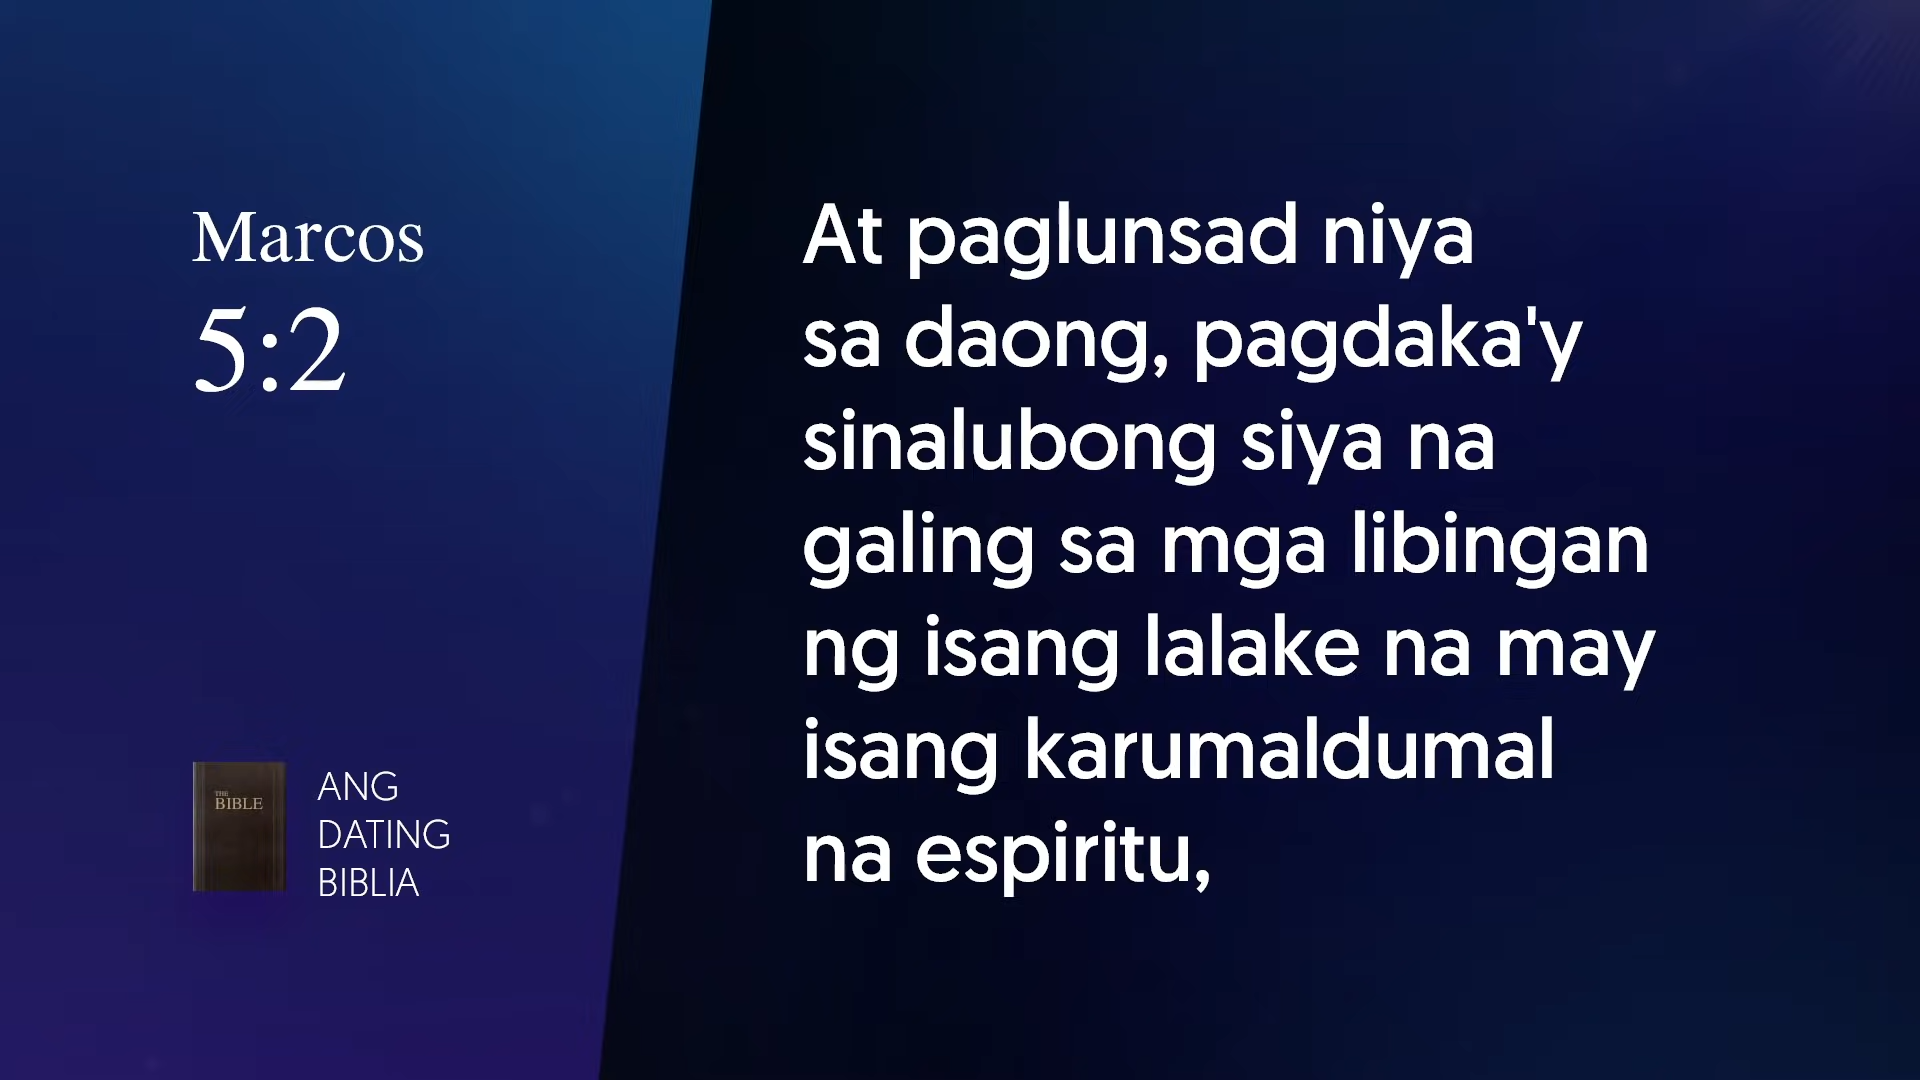 Marcos
5:2
At paglunsad niya
sa daong, pagdaka'y
sinalubong siya na
galing sa mga libingan
ng isang lalake na may
isang karumaldumal
na espiritu,
THE
BIBLE
ANG
DATING
BIBLIA